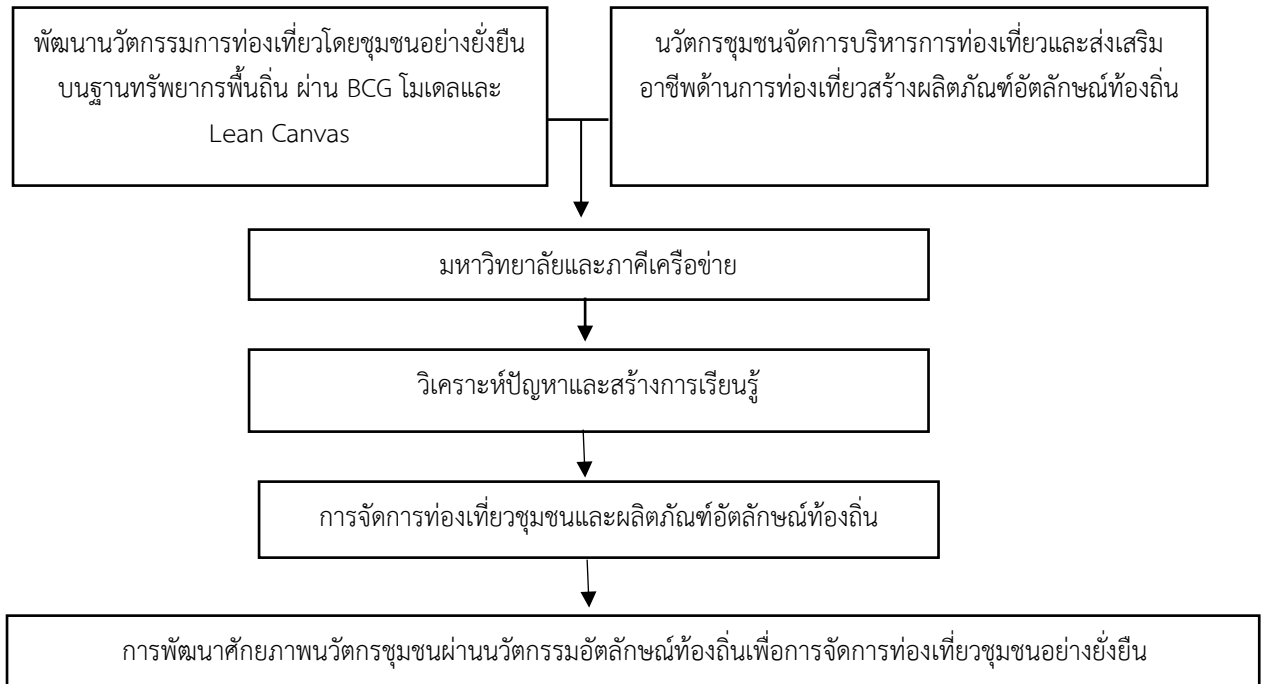 พัฒนานวัตกรรมการท่องเที่ยวโดยชุมชนอย่างยั่งยืน
บนฐานทรัพยากรพื้นถิ่น ผ่าน BCG โมเดลและ
Lean Canvas
นวัตกรชุมชนจัดการบริหารการท่องเที่ยวและส่งเสริม
อาชีพด้านการท่องเที่ยวสร้างผลิตภัณฑ์อัตลักษณ์ท้องถิ่น
มหาวิทยาลัยและภาคีเครือข่าย
วิเคราะห์ปัญหาและสร้างการเรียนรู้
การจัดการท่องเที่ยวชุมชนและผลิตภัณฑ์อัตลักษณ์ท้องถิ่น
การพัฒนาศักยภาพนวัตกรชุมชนผ่านนวัตกรรมอัตลักษณ์ท้องถิ่นเพื่อการจัดการท่องเที่ยวชุมชนอย่างยั่งยืน